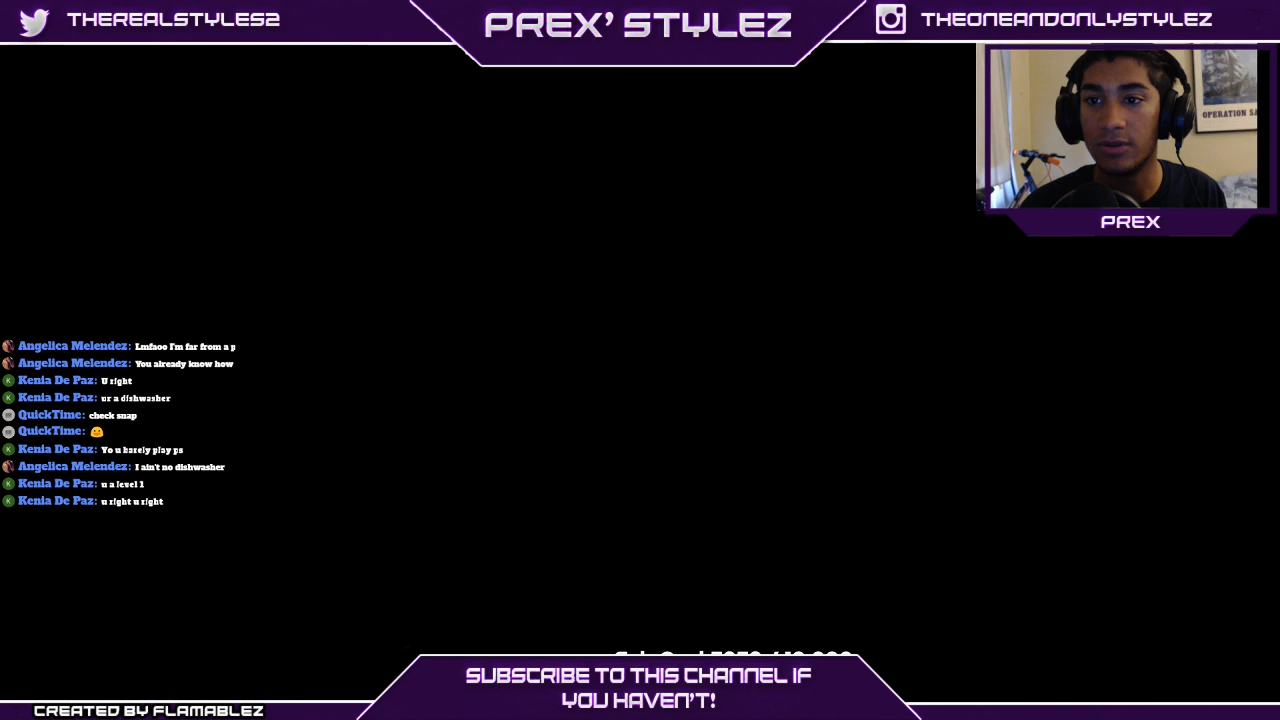 THEREALSTYLES2
PREX' STYLEZ
THEONEANDONLYSTYLEZ
OPERATION
PREX
Angelica Melendez: Lmfaoo I'm far from a p
Angelica Melendez: You already know how
Kenia De Paz: U right
Kenia De Paz: ur a dishwasher
QuickTime: check snap
QuickTime:
Kenia De Paz: Yo u barely play ps
Angelica Melendez: I ain't no dishwasher
Kenia De Paz: u a level 1
Kenia De Paz: u right u right
SUBSCRIBE TO THIS CHANNEL IF
YOU HAVEN'T!
CREATED BY FLAMABLEZ